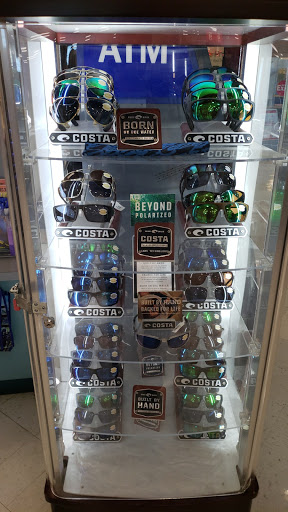 ATM
BORN
ON THE WATER
COSTA
COSTA
BEYOND
POLARIZED
COSTA
COSTA
COSTA
BUILT BY HAND
BACKED FOR LIFE
COSTA
COSTA
COSTA
COSTA
COSTA
BUILT BY
HAND
COSTA
COSTA